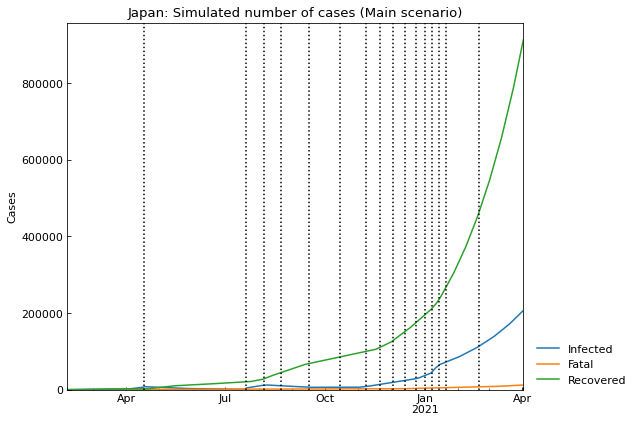 Japan: Simulated number of cases (Main scenario)
800000
600000
400000
200000
0
Cases
Apr
Jul
Oct
Jan
2021
Apr
Infected
Fatal
Recovered